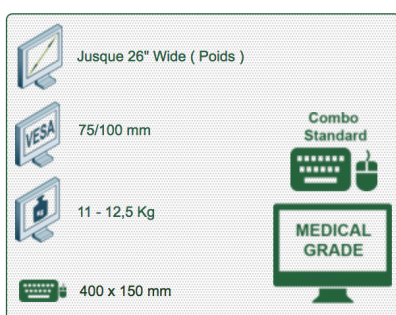 Jusque 26" Wide ( Poids )
VESA
75/100 mm
Combo
Standard
KG
11 - 12,5 Kg
MEDICAL
GRADE
400 x 150 mm